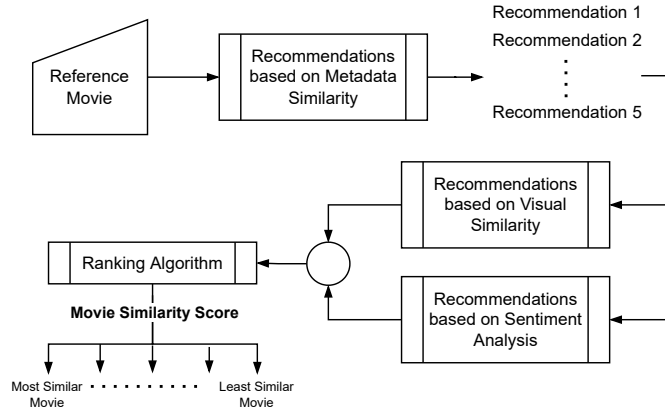 Reference
Movie
Recommendations
based on Metadata
Similarity
Recommendation 1
Recommendation 2
Recommendation 5
Recommendations
based on Visual
Similarity
Recommendations
based on Sentiment
Analysis
Ranking Algorithm
Movie Similarity Score
Most Similar
Movie
Least Similar
Movie